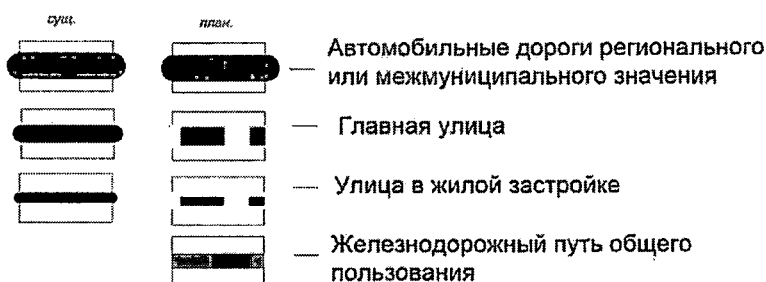 сущ. план.
— Автомобильные дороги регионального
или межмуниципального значения
— Главная улица
— Улица в жилой застройке
— Железнодорожный путь общего
пользования